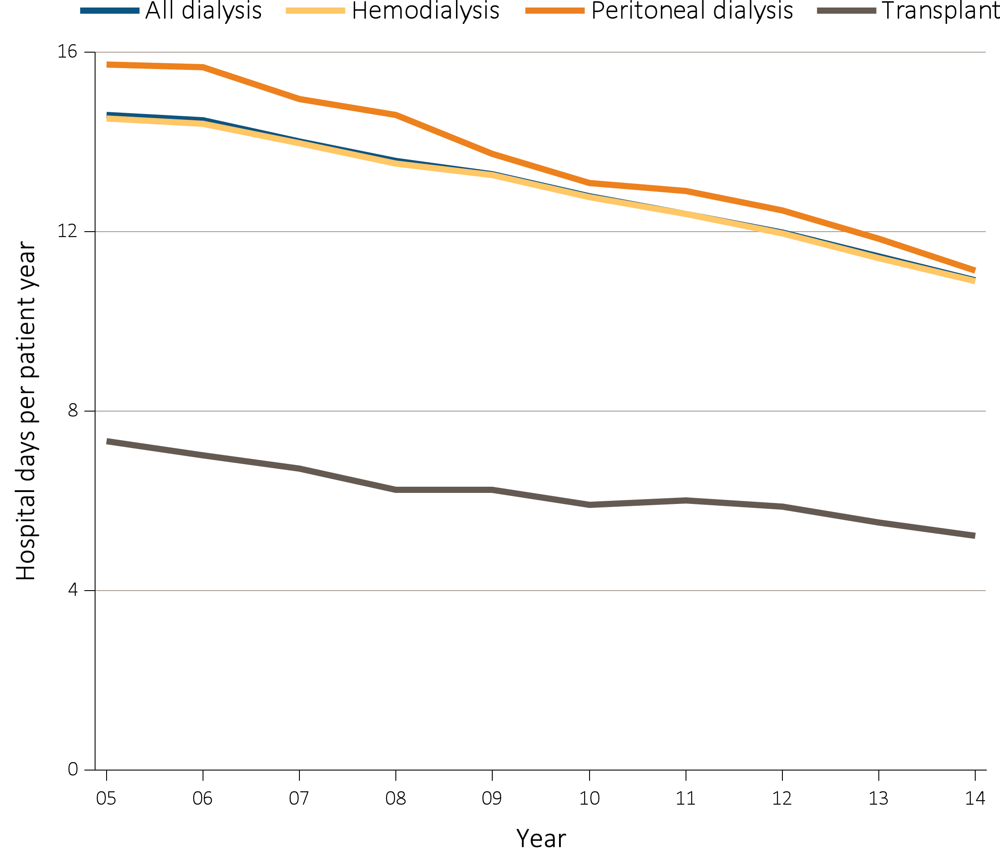 All dialysis Hemodialysis Peritoneal dialysis Transplant
Hospital days per patient year
16
12
8
4
0
05 06 07 08 09 10 11 12 13 14
Year